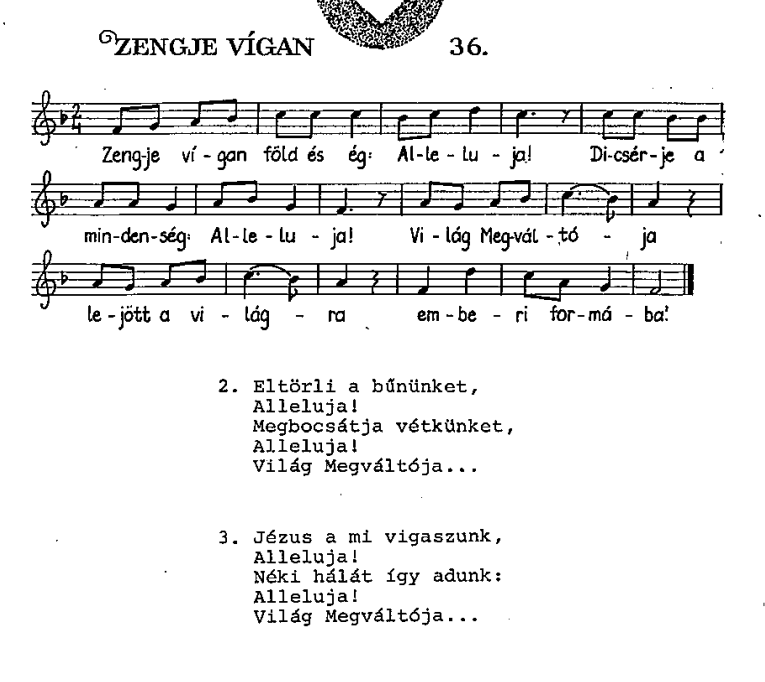 ZENGJE VÍGAN 36.
2
4
Zeng-je ví-gan föld és ég: Al-le-lu-ja! Di-csér-je a
min-den-ség: Al-le-lu-ja! Vi-lág Meg-vál-tó-ja
le-jött a vi-lág-ra em-be-ri for-má-ba!
2. Eltörli a bűnünket,
Alleluja!
Megbocsátja vétkünket,
Alleluja!
Világ Megváltója...
3. Jézus a mi vigaszunk,
Alleluja!
Néki hálát így adunk:
Alleluja!
Világ Megváltója...